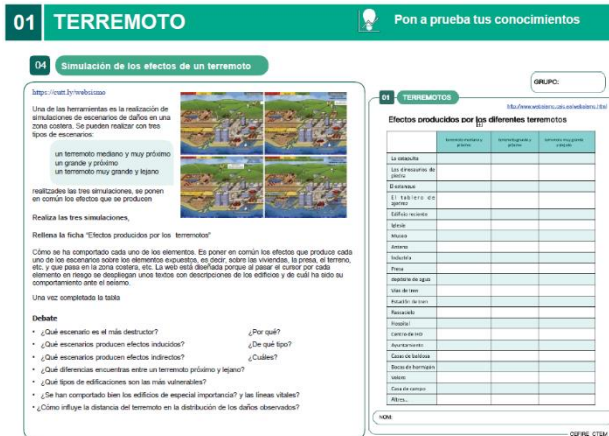 01 TERREMOTO
Pon a prueba tus conocimientos
04 Simulación de los efectos de un terremoto
https://cutt.ly/websismo
Una de las herramientas es la realización de
simulaciones de escenarios de daños en una
zona costera. Se pueden realizar con tres
tipos de escenarios:
un terremoto mediano y muy próximo
un grande y próximo
un terremoto muy grande y lejano
realitzades las tres simulaciones, se ponen
en común los efectos que se producen
Realiza las tres simulaciones,
Rellena la ficha "Efectos producidos por los terremotos"
Cómo se ha comportado cada uno de los elementos. Es poner en común los efectos que produce cada
uno de los escenarios sobre los elementos expuestos, es decir, sobre las viviendas, la presa, el terreno,
etc, y que pasa en la zona costera, etc. La web está diseñada porque al pasar el cursor por cada
elemento en riesgo se despliegan unos textos con descripciones de los edificios y de cuál ha sido su
comportamiento ante el seísmo.
Una vez completada la tabla
Debate
• ¿Qué escenario es el más destructor? ¿Por qué?
• ¿Qué escenarios producen efectos inducidos? ¿De qué tipo?
• ¿Qué escenarios producen efectos indirectos? ¿Cuáles?
• ¿Qué diferencias encuentras entre un terremoto próximo y lejano?
• ¿Qué tipos de edificaciones son las más vulnerables?
• ¿Se han comportado bien los edificios de especial importancia? y las líneas vitales?
• ¿Cómo influye la distancia del terremoto en la distribución de los daños observados?
GRUPO:
01 TERREMOTOS
Efectos producidos por los diferentes terremotos
La catapulta
Los dinosaurios de
piedra
El estanque
El tablero de
ajedrez
Edificio reciente
Iglesia
Museo
Antena
Industria
Presa
depósito de agua
Vías de tren
Estación de tren
Rascacielo
Hospital
Ayuntamiento
Casas de baldosa
Velero
Casa de campo
Altres...
NOM:
CEFIRE CTEM